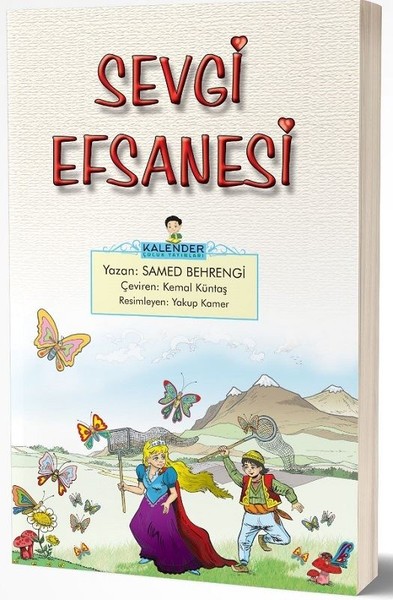 SEVGİ
EFSANESİ
KALENDER
ÇOCUK YAYINLARI
Yazan: SAMED BEHRENGİ
Çeviren: Kemal Küntaş
Resimleyen: Yakup Kamer